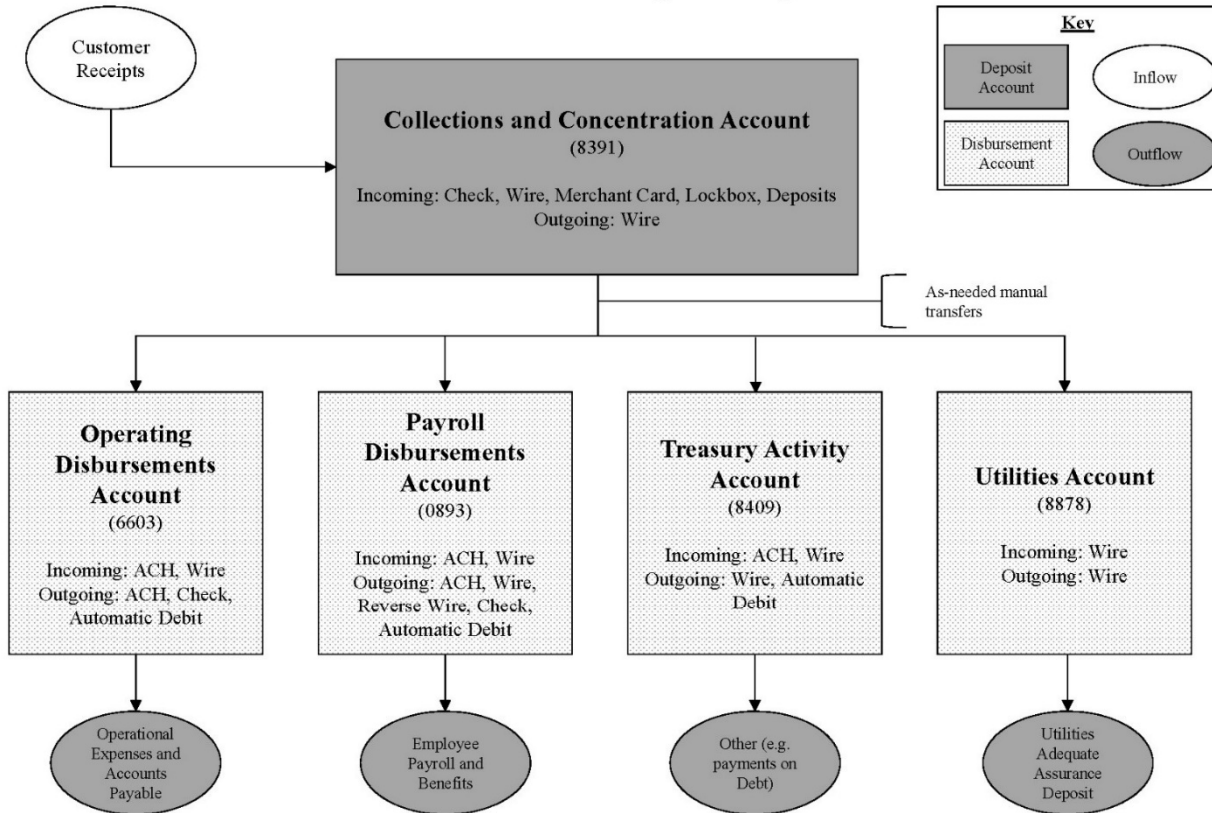 Customer
Receipts
Key
Deposit
Account
Inflow
Disbursement
Account
Outflow
Collections and Concentration Account
(8391)
Incoming: Check, Wire, Merchant Card, Lockbox, Deposits
Outgoing: Wire
As-needed manual
transfers
Operating
Disbursements
Account
(6603)
Incoming: ACH, Wire
Outgoing: ACH, Check,
Automatic Debit
Payroll
Disbursements
Account
(0893)
Incoming: ACH, Wire
Outgoing: ACH, Wire,
Reverse Wire, Check,
Automatic Debit
Treasury Activity
Account
(8409)
Incoming: ACH, Wire
Outgoing: Wire, Automatic
Debit
Utilities Account
(8878)
Incoming: Wire
Outgoing: Wire
Operational
Expenses and
Accounts
Payable
Employee
Payroll and
Benefits
Other (e.g.
payments on
Debt)
Utilities
Adequate
Assurance
Deposit